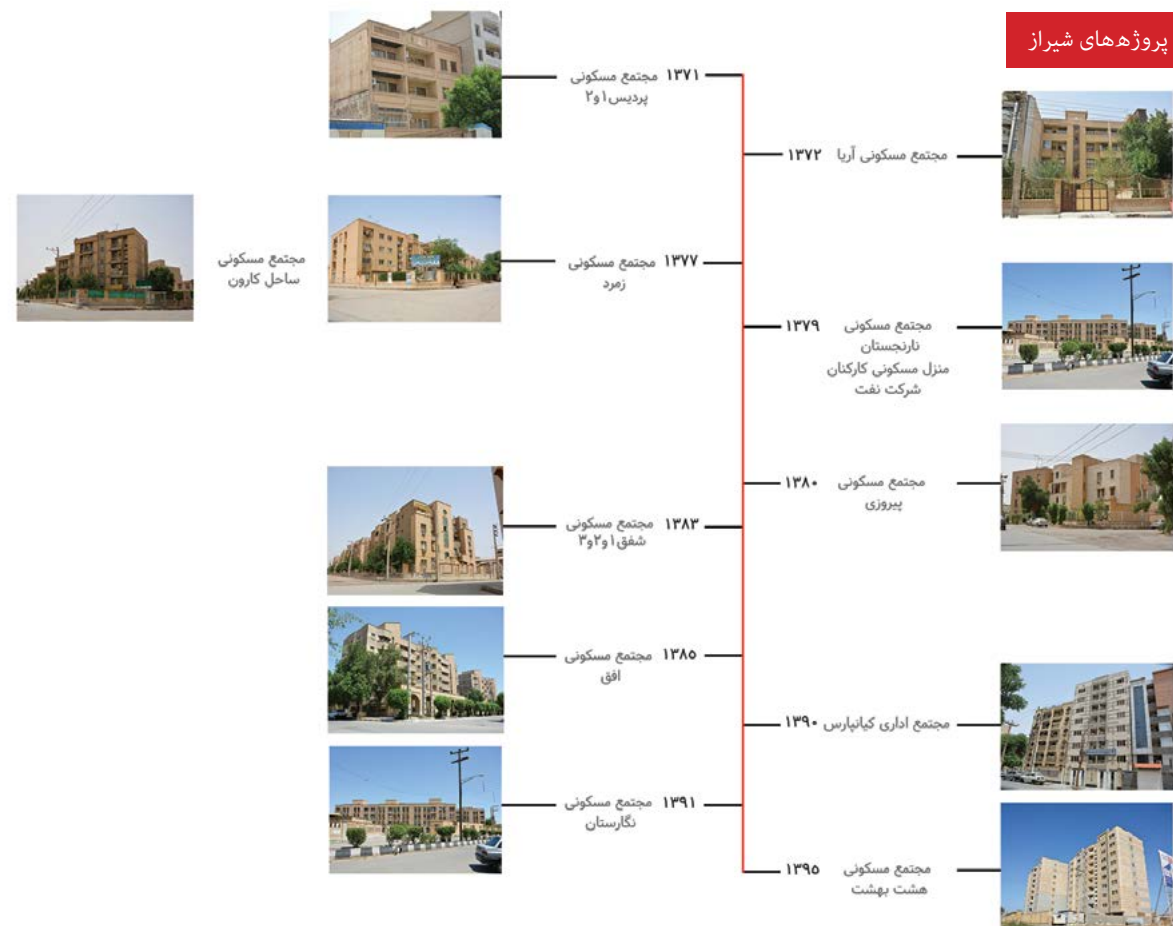 پروژه‌های شیراز
۱۳۷۱ مجتمع مسکونی
پردیس۱و۲
مجتمع مسکونی آریا ۱۳۷۲
۱۳۷۷ مجتمع مسکونی
زمرد
مجتمع مسکونی
ساحل کارون
مجتمع مسکونی ۱۳۷۹
نارنجستان
منزل مسکونی کارکنان
شرکت نفت
مجتمع مسکونی ۱۳۸۰
پیروزی
۱۳۸۳ مجتمع مسکونی
شفق۱و۲و۳
۱۳۸۵ مجتمع مسکونی
افق
مجتمع اداری کیانپارس ۱۳۹۰
۱۳۹۱ مجتمع مسکونی
نگارستان
مجتمع مسکونی ۱۳۹۵
هشت بهشت